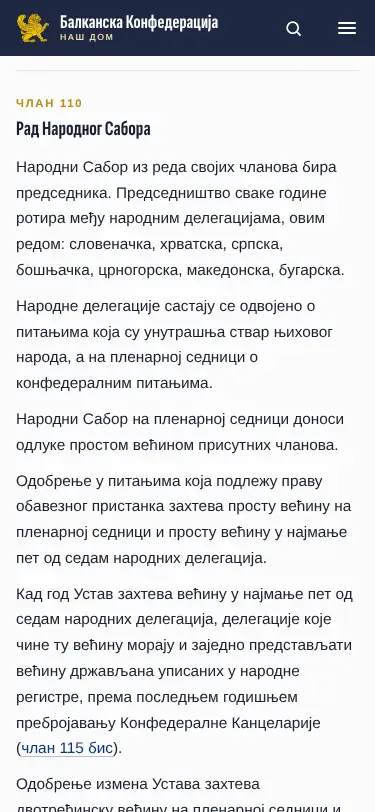 Балканска Конфедерација
НАШ ДОМ
ЧЛАН 110
Рад Народног Сабора
Народни Сабор из реда својих чланова бира
председника. Председништво сваке године
ротира међу народним делегацијама, овим
редом: словеначка, хрватска, српска,
бошњачка, црногорска, македонска, бугарска.
Народне делегације састају се одвојено о
питањима која су унутрашња ствар њиховог
народа, а на пленарној седници о
конфедералним питањима.
Народни Сабор на пленарној седници доноси
одлуке простом већином присутних чланова.
Одобрење у питањима која подлежу праву
обавезног пристанка захтева просту већину на
пленарној седници и просту већину у најмање
пет од седам народних делегација.
Кад год Устав захтева већину у најмање пет од
седам народних делегација, делегације које
чине ту већину морају и заједно представљати
већину држављана уписаних у народне
регистре, према последњем годишњем
пребројавању Конфедералне Канцеларије
(члан 115 бис).
Одобрење измена Устава захтева
двотрећинску већину на пленарној седници и